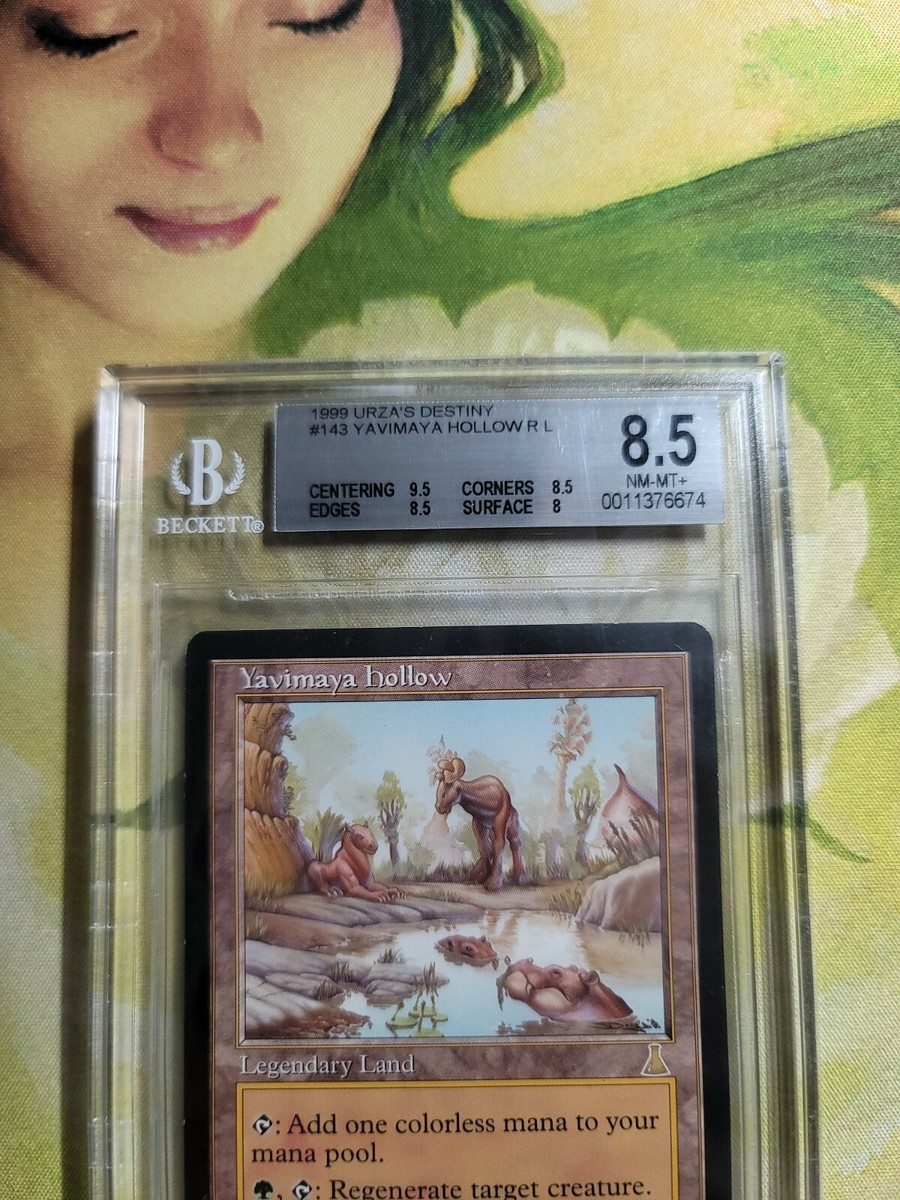 1999 URZA'S DESTINY
#143 YAVIMAYA HOLLOW R L
8.5
NM-MT+
0011376674
CENTERING 9.5 CORNERS 8.5
EDGES 8.5 SURFACE 8
B
BECKETT®
Yavimaya hollow
Legendary Land
: Add one colorless mana to your
mana pool.
, : Regenerate target creature.